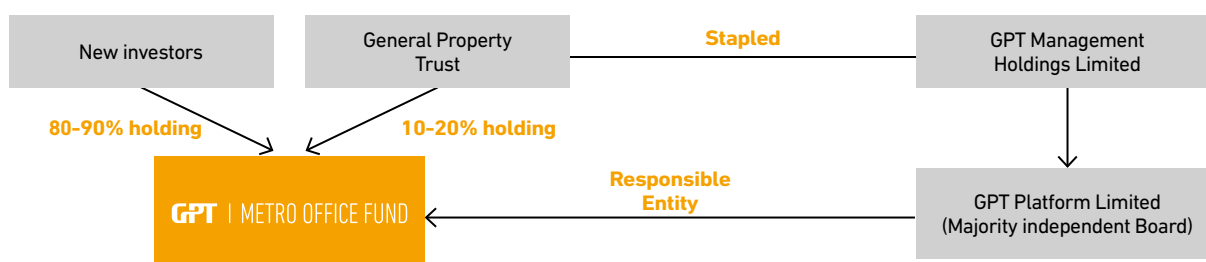 New investors
General Property
Trust
Stapled
GPT Management
Holdings Limited
80-90% holding
10-20% holding
GPT | METRO OFFICE FUND
Responsible
Entity
GPT Platform Limited
(Majority independent Board)